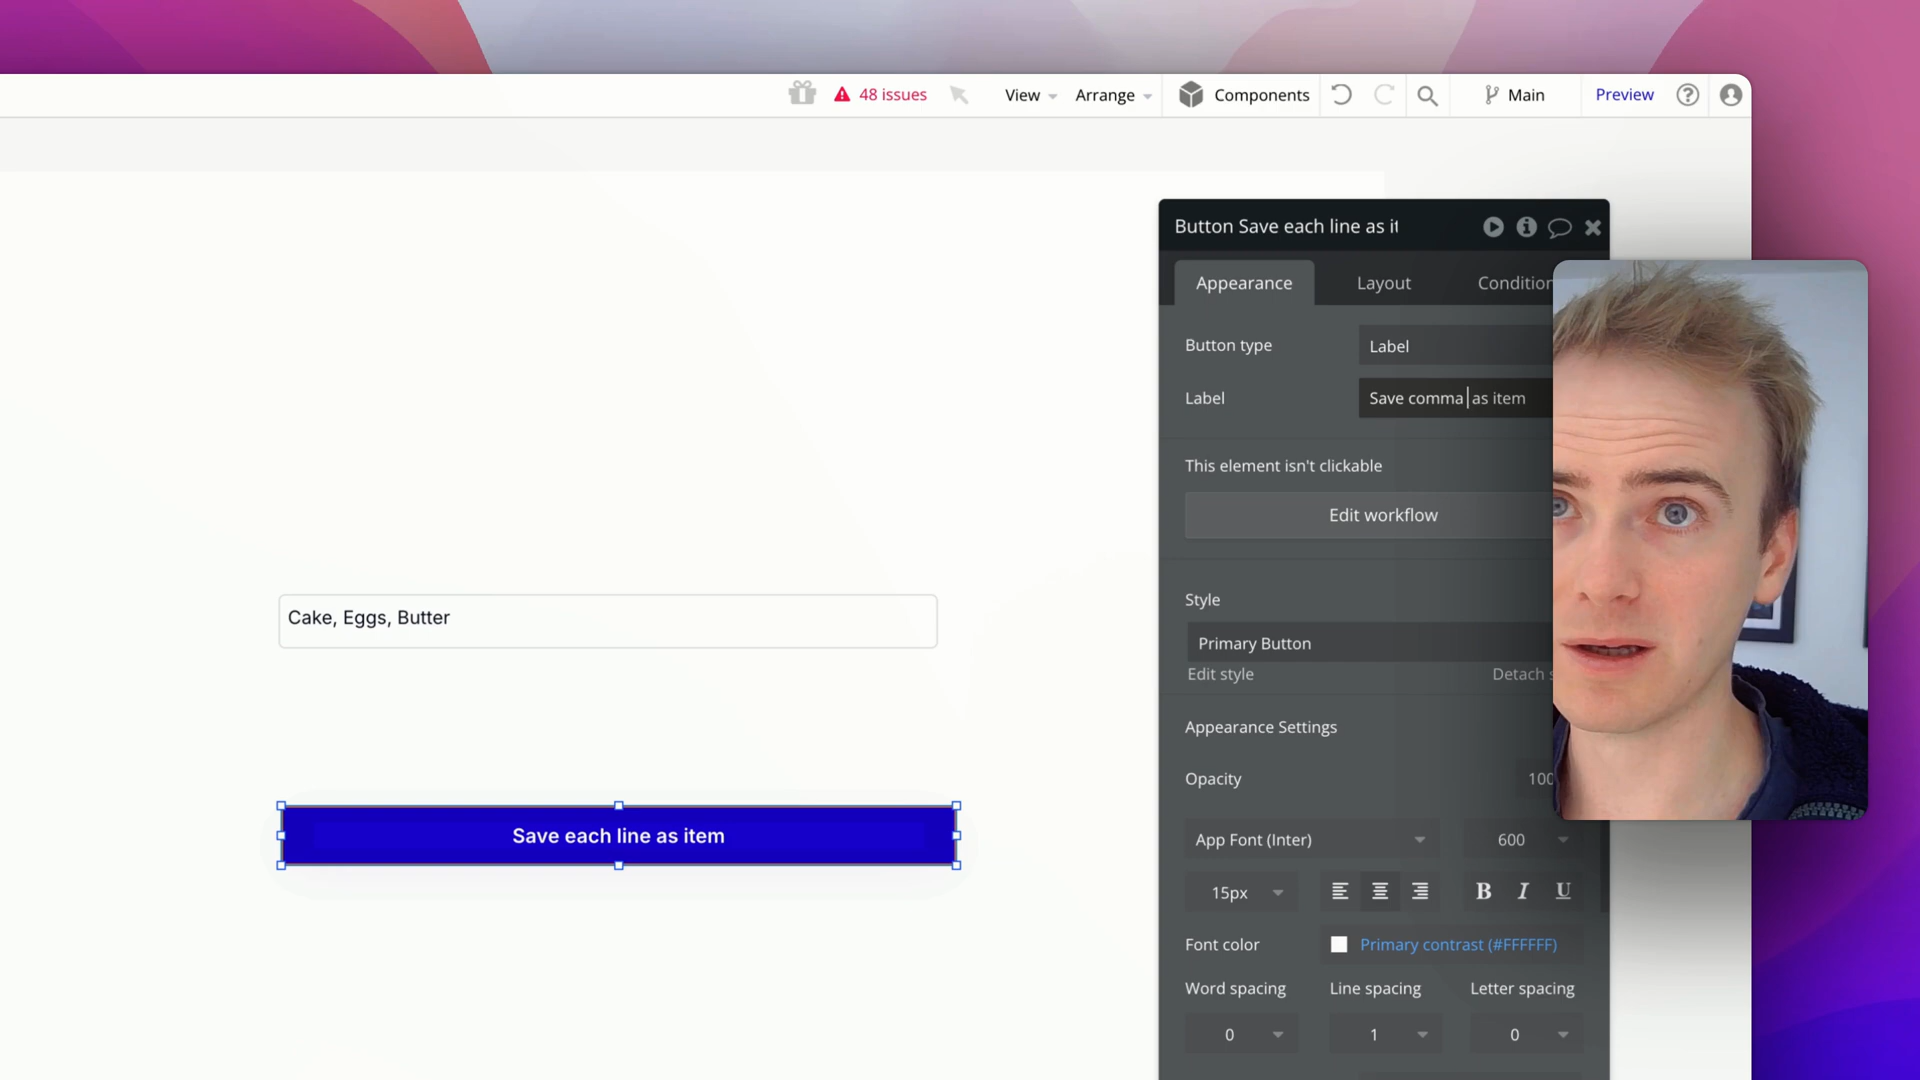 48 issues
View
Arrange
Components
Main
Preview
Button Save each line as it
Appearance
Layout
Condition
Button type
Label
Label
Save comma as item
This element isn't clickable
Edit workflow
Style
Primary Button
Edit style
Detach s
Appearance Settings
Opacity
100
App Font (Inter)
600
15px
B I U
Font color
Primary contrast (#FFFFFF)
Word spacing
Line spacing
Letter spacing
0
1
0
Cake, Eggs, Butter
Save each line as item